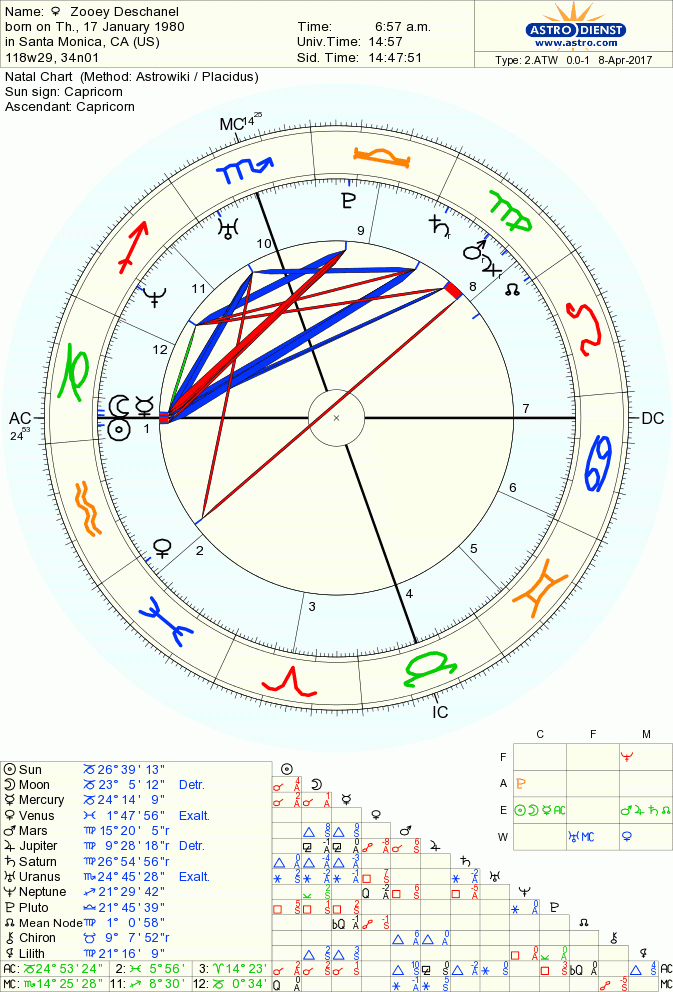 Name: ♀ Zooey Deschanel
born on Th., 17 January 1980
in Santa Monica, CA (US)
118w29, 34n01
Time: 6:57 a.m.
Univ.Time: 14:57
Sid. Time: 14:47:51
ASTRO DIENST
www.astro.com
Type: 2.ATW 0.0-1 8-Apr-2017
Natal Chart (Method: Astrowiki / Placidus)
Sun sign: Capricorn
Ascendant: Capricorn
MC 14 25
10
9
11
8
12
AC
24 53
1
7
DC
6
2
5
3
4
IC
C F M
F ♆
A ♇
E ☉ ☽ ☿ AC ♂ ♃ ♄ ☊
W ♅ MC ♀
☉ Sun ♑ 26° 39' 13"
☽ Moon ♑ 23° 5' 12" Detr.
☿ Mercury ♑ 24° 14' 9"
♀ Venus ♓ 1° 47' 56" Exalt.
♂ Mars ♍ 15° 20' 5"r
♃ Jupiter ♍ 9° 28' 18"r Detr.
♄ Saturn ♍ 26° 54' 56"r
♅ Uranus ♏ 24° 45' 28" Exalt.
♆ Neptune ♐ 21° 29' 42"
♇ Pluto ♎ 21° 45' 39"
☊ Mean Node ♍ 1° 0' 58"
⚷ Chiron ♉ 9° 7' 52"r
⚸ Lilith ♍ 21° 16' 9"
AC: ♑ 24° 53' 24" 2: ♓ 5° 56' 3: ♈ 14° 23'
MC: ♏ 14° 25' 28" 11: ♐ 8° 30' 12: ♑ 0° 34'
AC
MC